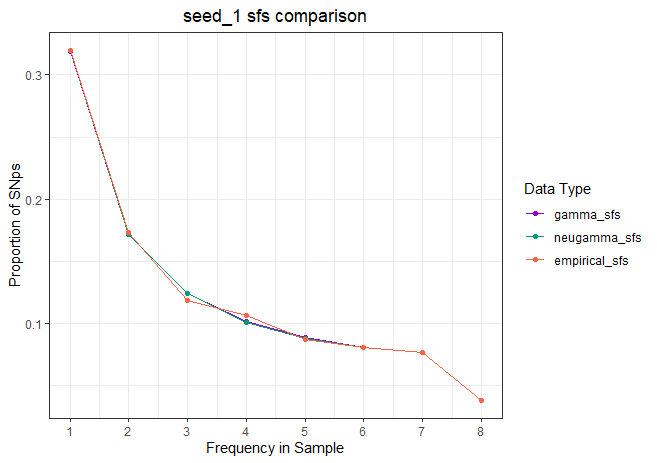 seed_1 sfs comparison
Proportion of SNps
0.3
0.2
0.1
1 2 3 4 5 6 7 8
Frequency in Sample
Data Type
gamma_sfs
neugamma_sfs
empirical_sfs